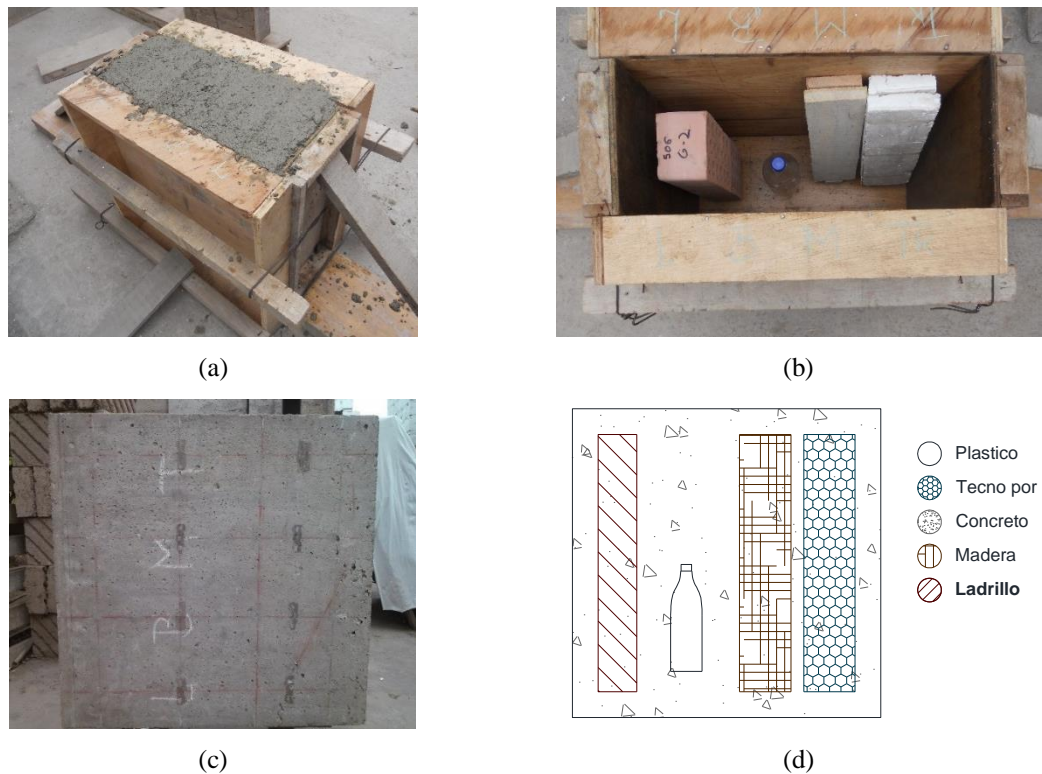 506
G-2
(a)
(b)
L B M T
Plastico
Tecno por
Concreto
Madera
Ladrillo
(c)
(d)